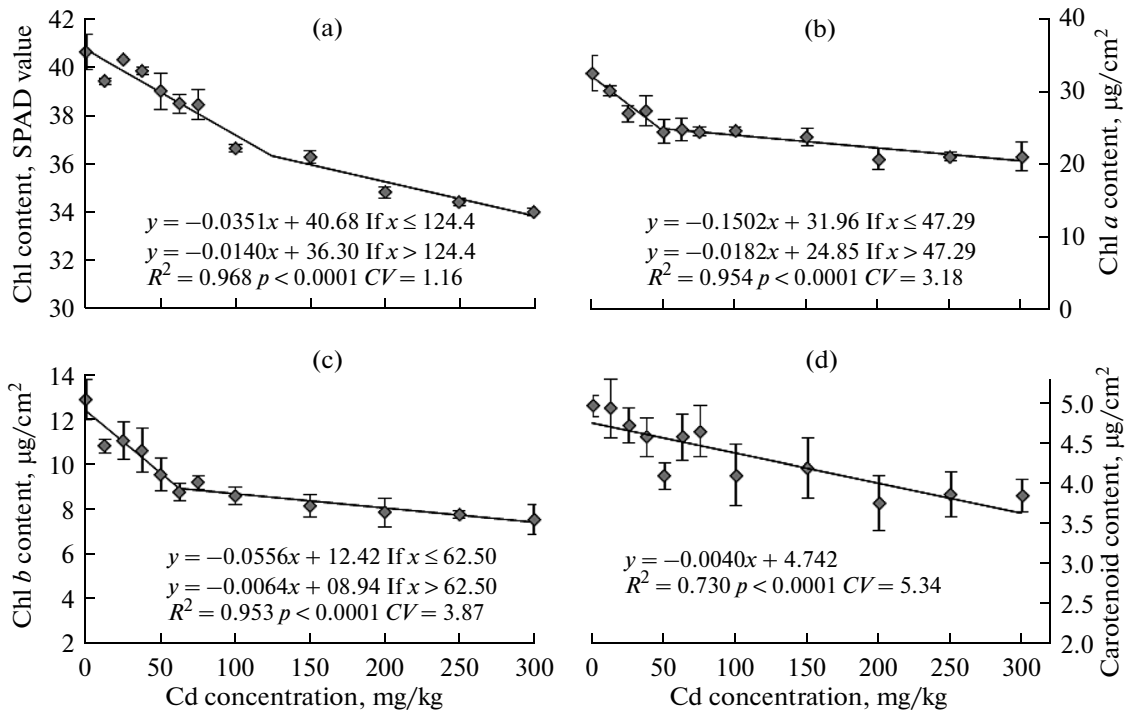 (a)
Chl content, SPAD value
42
40
38
36
34
32
30
y = −0.0351x + 40.68 If x ≤ 124.4
y = −0.0140x + 36.30 If x > 124.4
R² = 0.968 p < 0.0001 CV = 1.16
(b)
40
30
20
10
0
Chl a content, μg/cm²
y = −0.1502x + 31.96 If x ≤ 47.29
y = −0.0182x + 24.85 If x > 47.29
R² = 0.954 p < 0.0001 CV = 3.18
(c)
Chl b content, μg/cm²
14
12
10
8
6
4
2
y = −0.0556x + 12.42 If x ≤ 62.50
y = −0.0064x + 08.94 If x > 62.50
R² = 0.953 p < 0.0001 CV = 3.87
0 50 100 150 200 250 300
Cd concentration, mg/kg
(d)
5.0
4.5
4.0
3.5
3.0
2.5
2.0
Carotenoid content, μg/cm²
y = −0.0040x + 4.742
R² = 0.730 p < 0.0001 CV = 5.34
0 50 100 150 200 250 300
Cd concentration, mg/kg